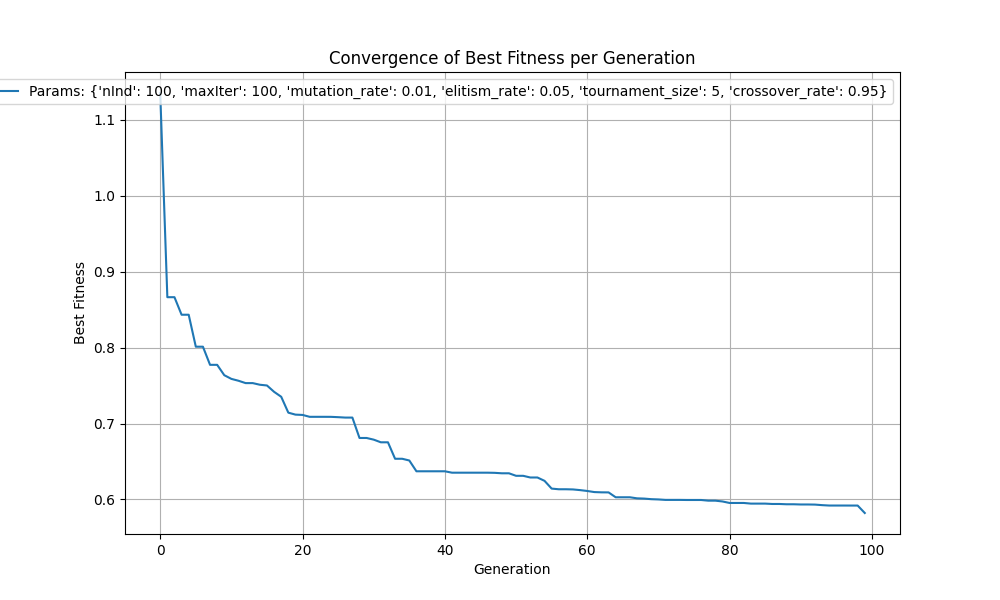 Convergence of Best Fitness per Generation
Params: {'nInd': 100, 'maxIter': 100, 'mutation_rate': 0.01, 'elitism_rate': 0.05, 'tournament_size': 5, 'crossover_rate': 0.95}
1.1
1.0
0.9
0.8
0.7
0.6
Best Fitness
0 20 40 60 80 100
Generation